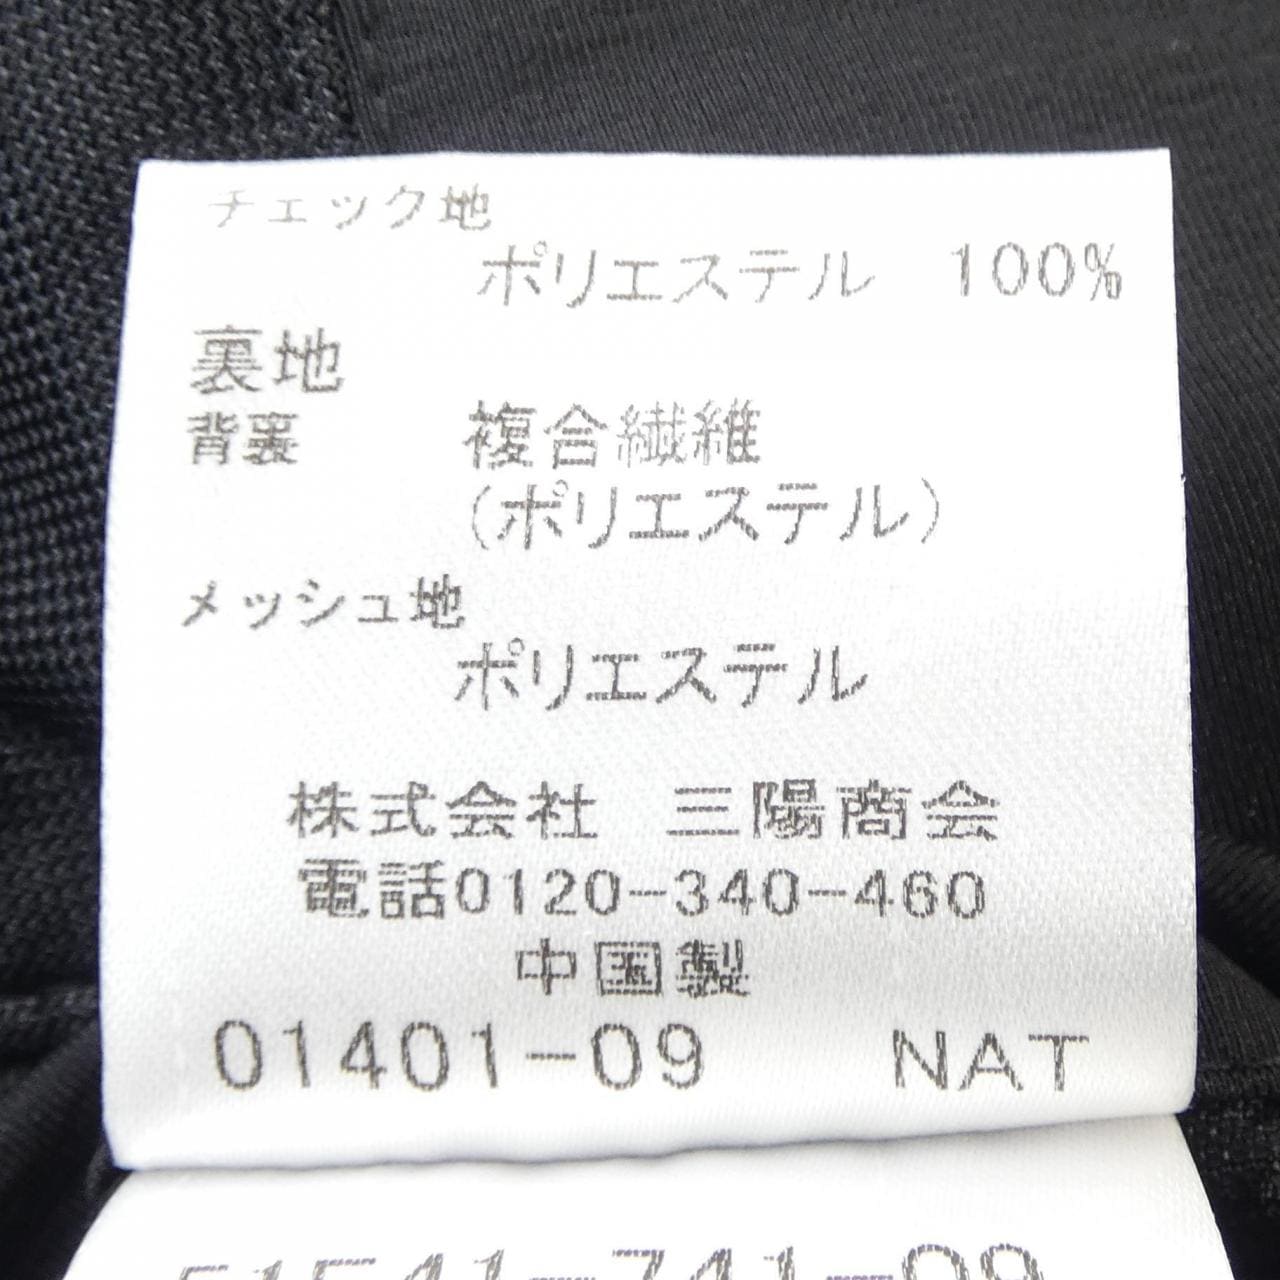 チェック地
ポリエステル 100%
裏地
背裏 複合繊維
(ポリエステル)
メッシュ地
ポリエステル
株式会社 三陽商会
電話0120-340-460
中国製
01401-09 NAT
51541-741-09